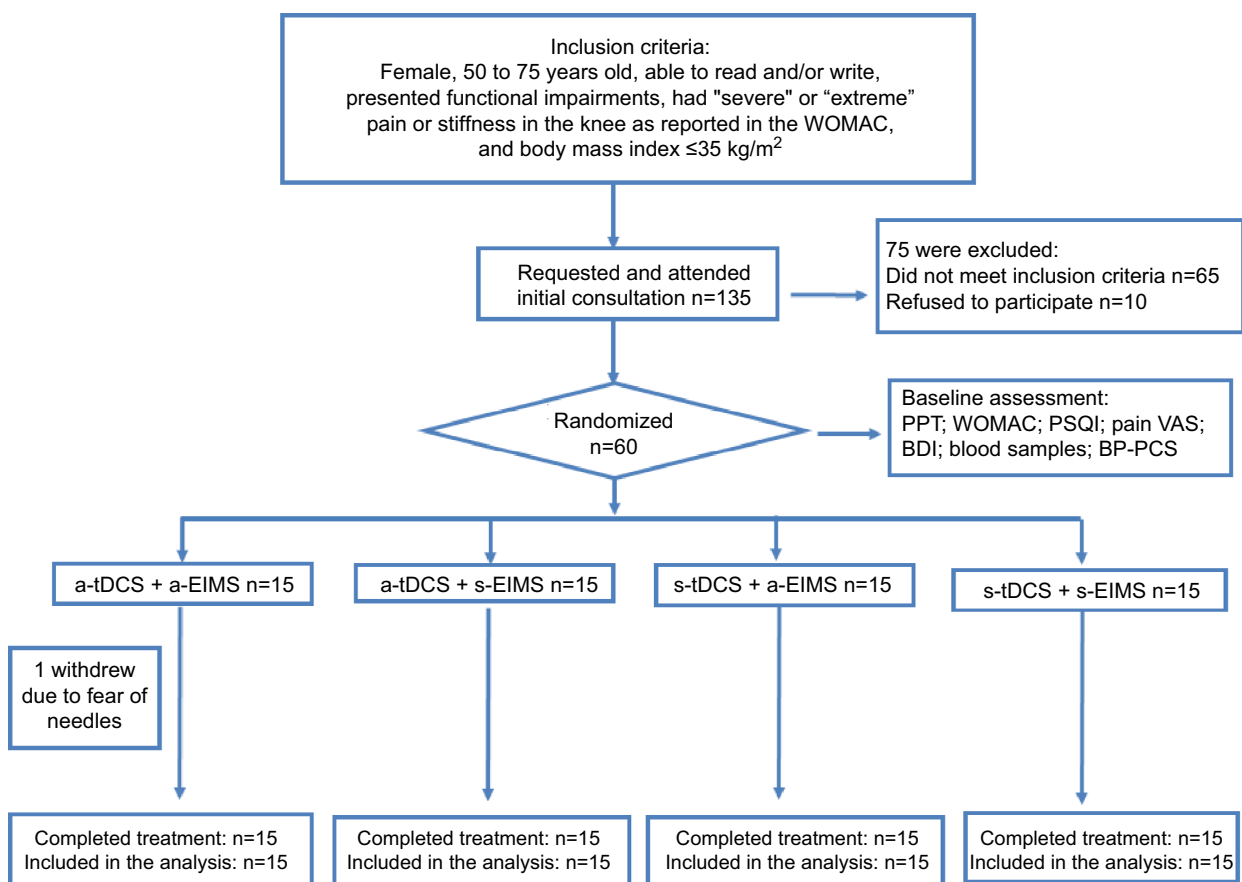 Inclusion criteria:
Female, 50 to 75 years old, able to read and/or write,
presented functional impairments, had "severe" or “extreme”
pain or stiffness in the knee as reported in the WOMAC,
and body mass index ≤35 kg/m²
Requested and attended
initial consultation n=135
75 were excluded:
Did not meet inclusion criteria n=65
Refused to participate n=10
Randomized
n=60
Baseline assessment:
PPT; WOMAC; PSQI; pain VAS;
BDI; blood samples; BP-PCS
a-tDCS + a-EIMS n=15
a-tDCS + s-EIMS n=15
s-tDCS + a-EIMS n=15
s-tDCS + s-EIMS n=15
1 withdrew
due to fear of
needles
Completed treatment: n=15
Included in the analysis: n=15
Completed treatment: n=15
Included in the analysis: n=15
Completed treatment: n=15
Included in the analysis: n=15
Completed treatment: n=15
Included in the analysis: n=15